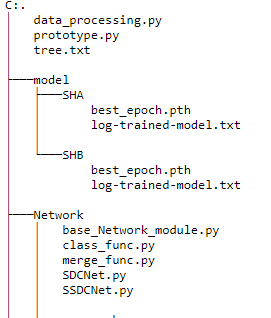 C:.
data_processing.py
prototype.py
tree.txt
model
SHA
best_epoch.pth
log-trained-model.txt
SHB
best_epoch.pth
log-trained-model.txt
Network
base_Network_module.py
class_func.py
merge_func.py
SDCNet.py
SSDCNet.py